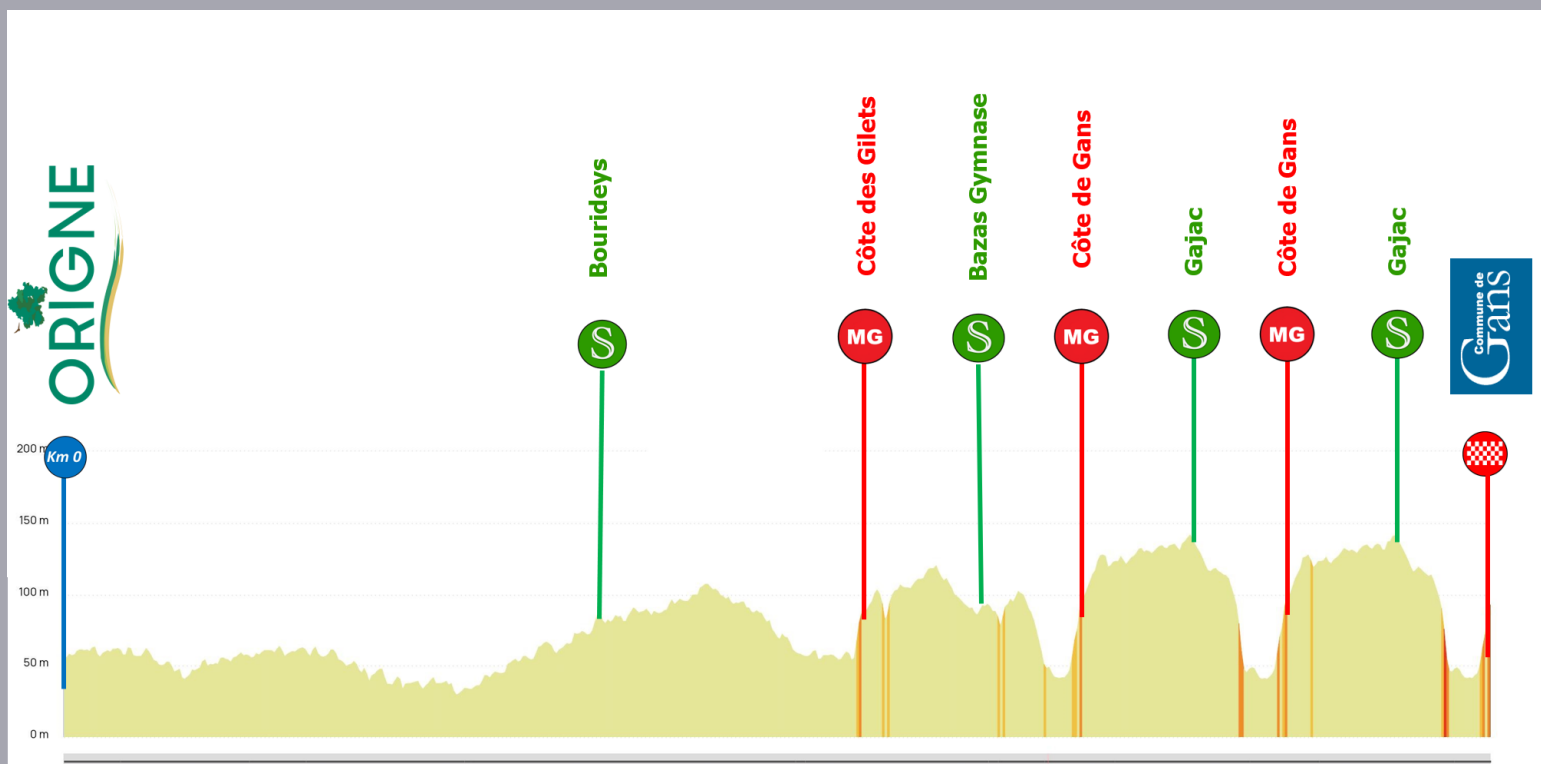 ORIGNE
Bourideys
Côte des Gilets
Bazas Gymnase
Côte de Gans
Gajac
Côte de Gans
Gajac
Commune de
Gans
S
MG
S
MG
S
MG
S
Km 0
200 m
150 m
100 m
50 m
0 m